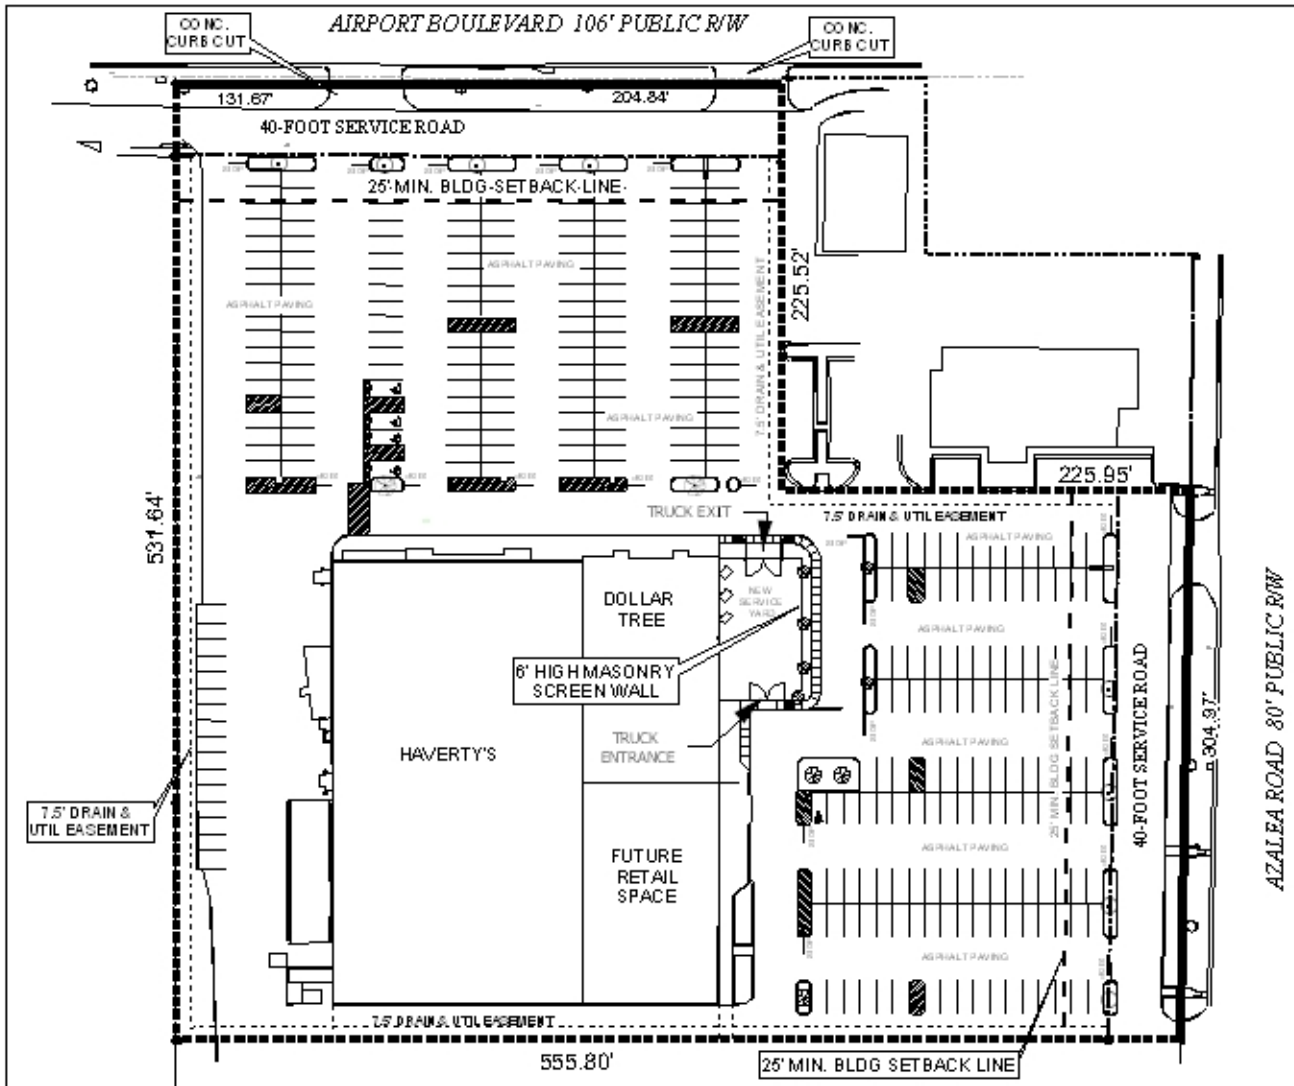 CONC.
CURB CUT
AIRPORT BOULEVARD 106' PUBLIC R/W
CONC.
CURB CUT
131.67'
204.84'
40-FOOT SERVICE ROAD
25' MIN. BLDG SETBACK LINE
ASPHALT PAVING
ASPHALT PAVING
7.5' DRAIN & UTIL EASEMENT
225.52'
ASPHALT PAVING
225.95'
TRUCK EXIT
7.5' DRAIN & UTIL EASEMENT
531.64'
ASPHALT PAVING
DOLLAR
TREE
NEW
SERVICE
YARD
ASPHALT PAVING
6' HIGH MASONRY
SCREEN WALL
25' MIN. BLDG SETBACK LINE
40-FOOT SERVICE ROAD
304.97'
AZALEA ROAD 80' PUBLIC R/W
HAVERTY'S
TRUCK
ENTRANCE
ASPHALT PAVING
7.5' DRAIN &
UTIL EASEMENT
FUTURE
RETAIL
SPACE
ASPHALT PAVING
ASPHALT PAVING
7.5' DRAIN & UTIL EASEMENT
555.80'
25' MIN. BLDG SETBACK LINE